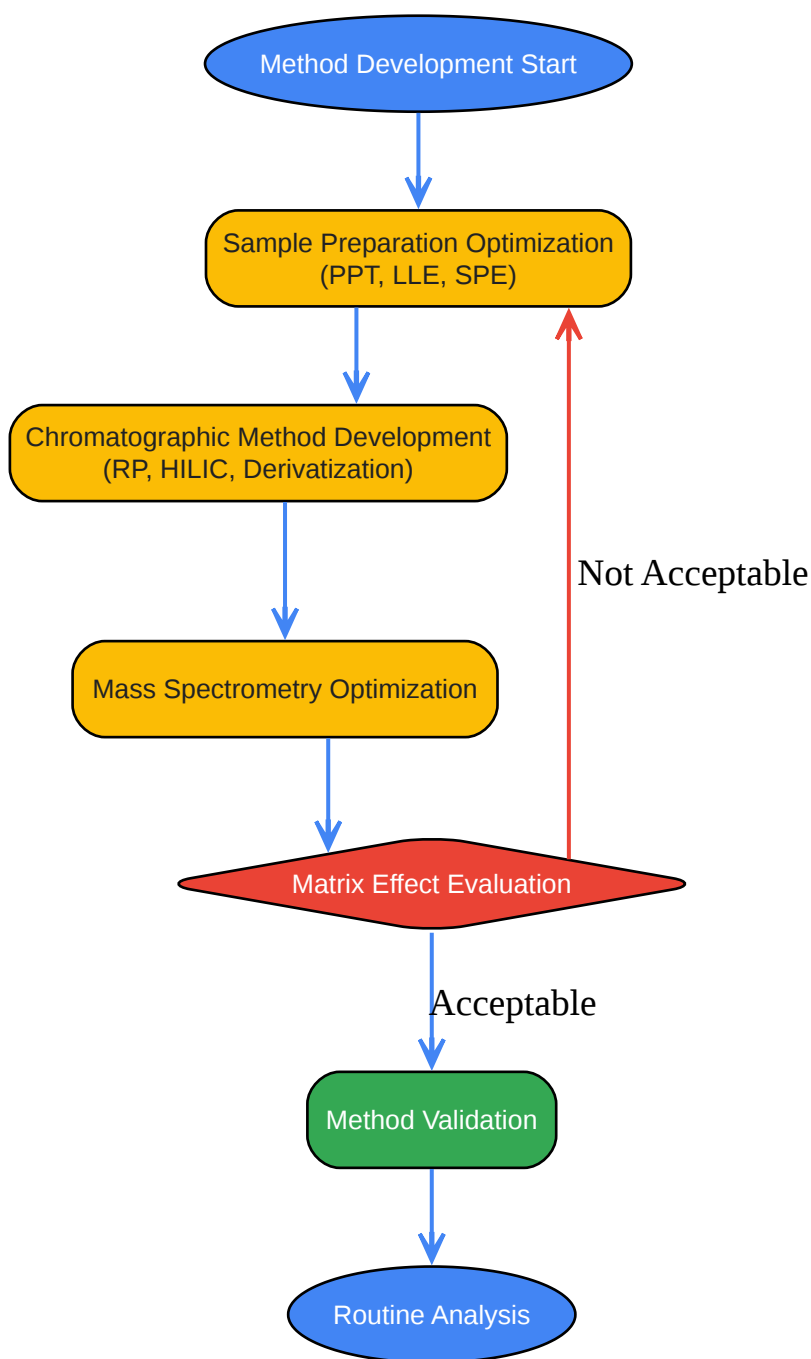 Method Development Start
Sample Preparation Optimization
(PPT, LLE, SPE)
Chromatographic Method Development
(RP, HILIC, Derivatization)
Not Acceptable
Mass Spectrometry Optimization
Matrix Effect Evaluation
Acceptable
Method Validation
Routine Analysis